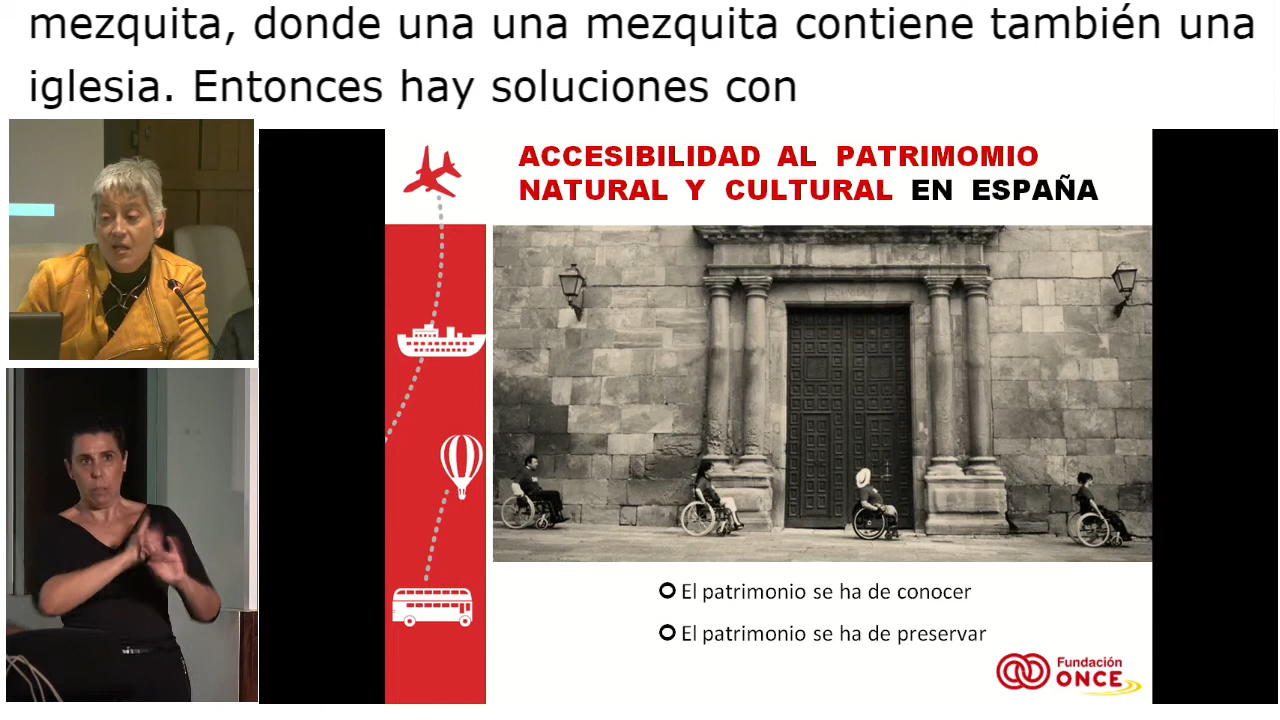 mezquita, donde una una mezquita contiene también una
iglesia. Entonces hay soluciones con
ACCESIBILIDAD AL PATRIMOMIO
NATURAL Y CULTURAL EN ESPAÑA
El patrimonio se ha de conocer
El patrimonio se ha de preservar
Fundación
ONCE